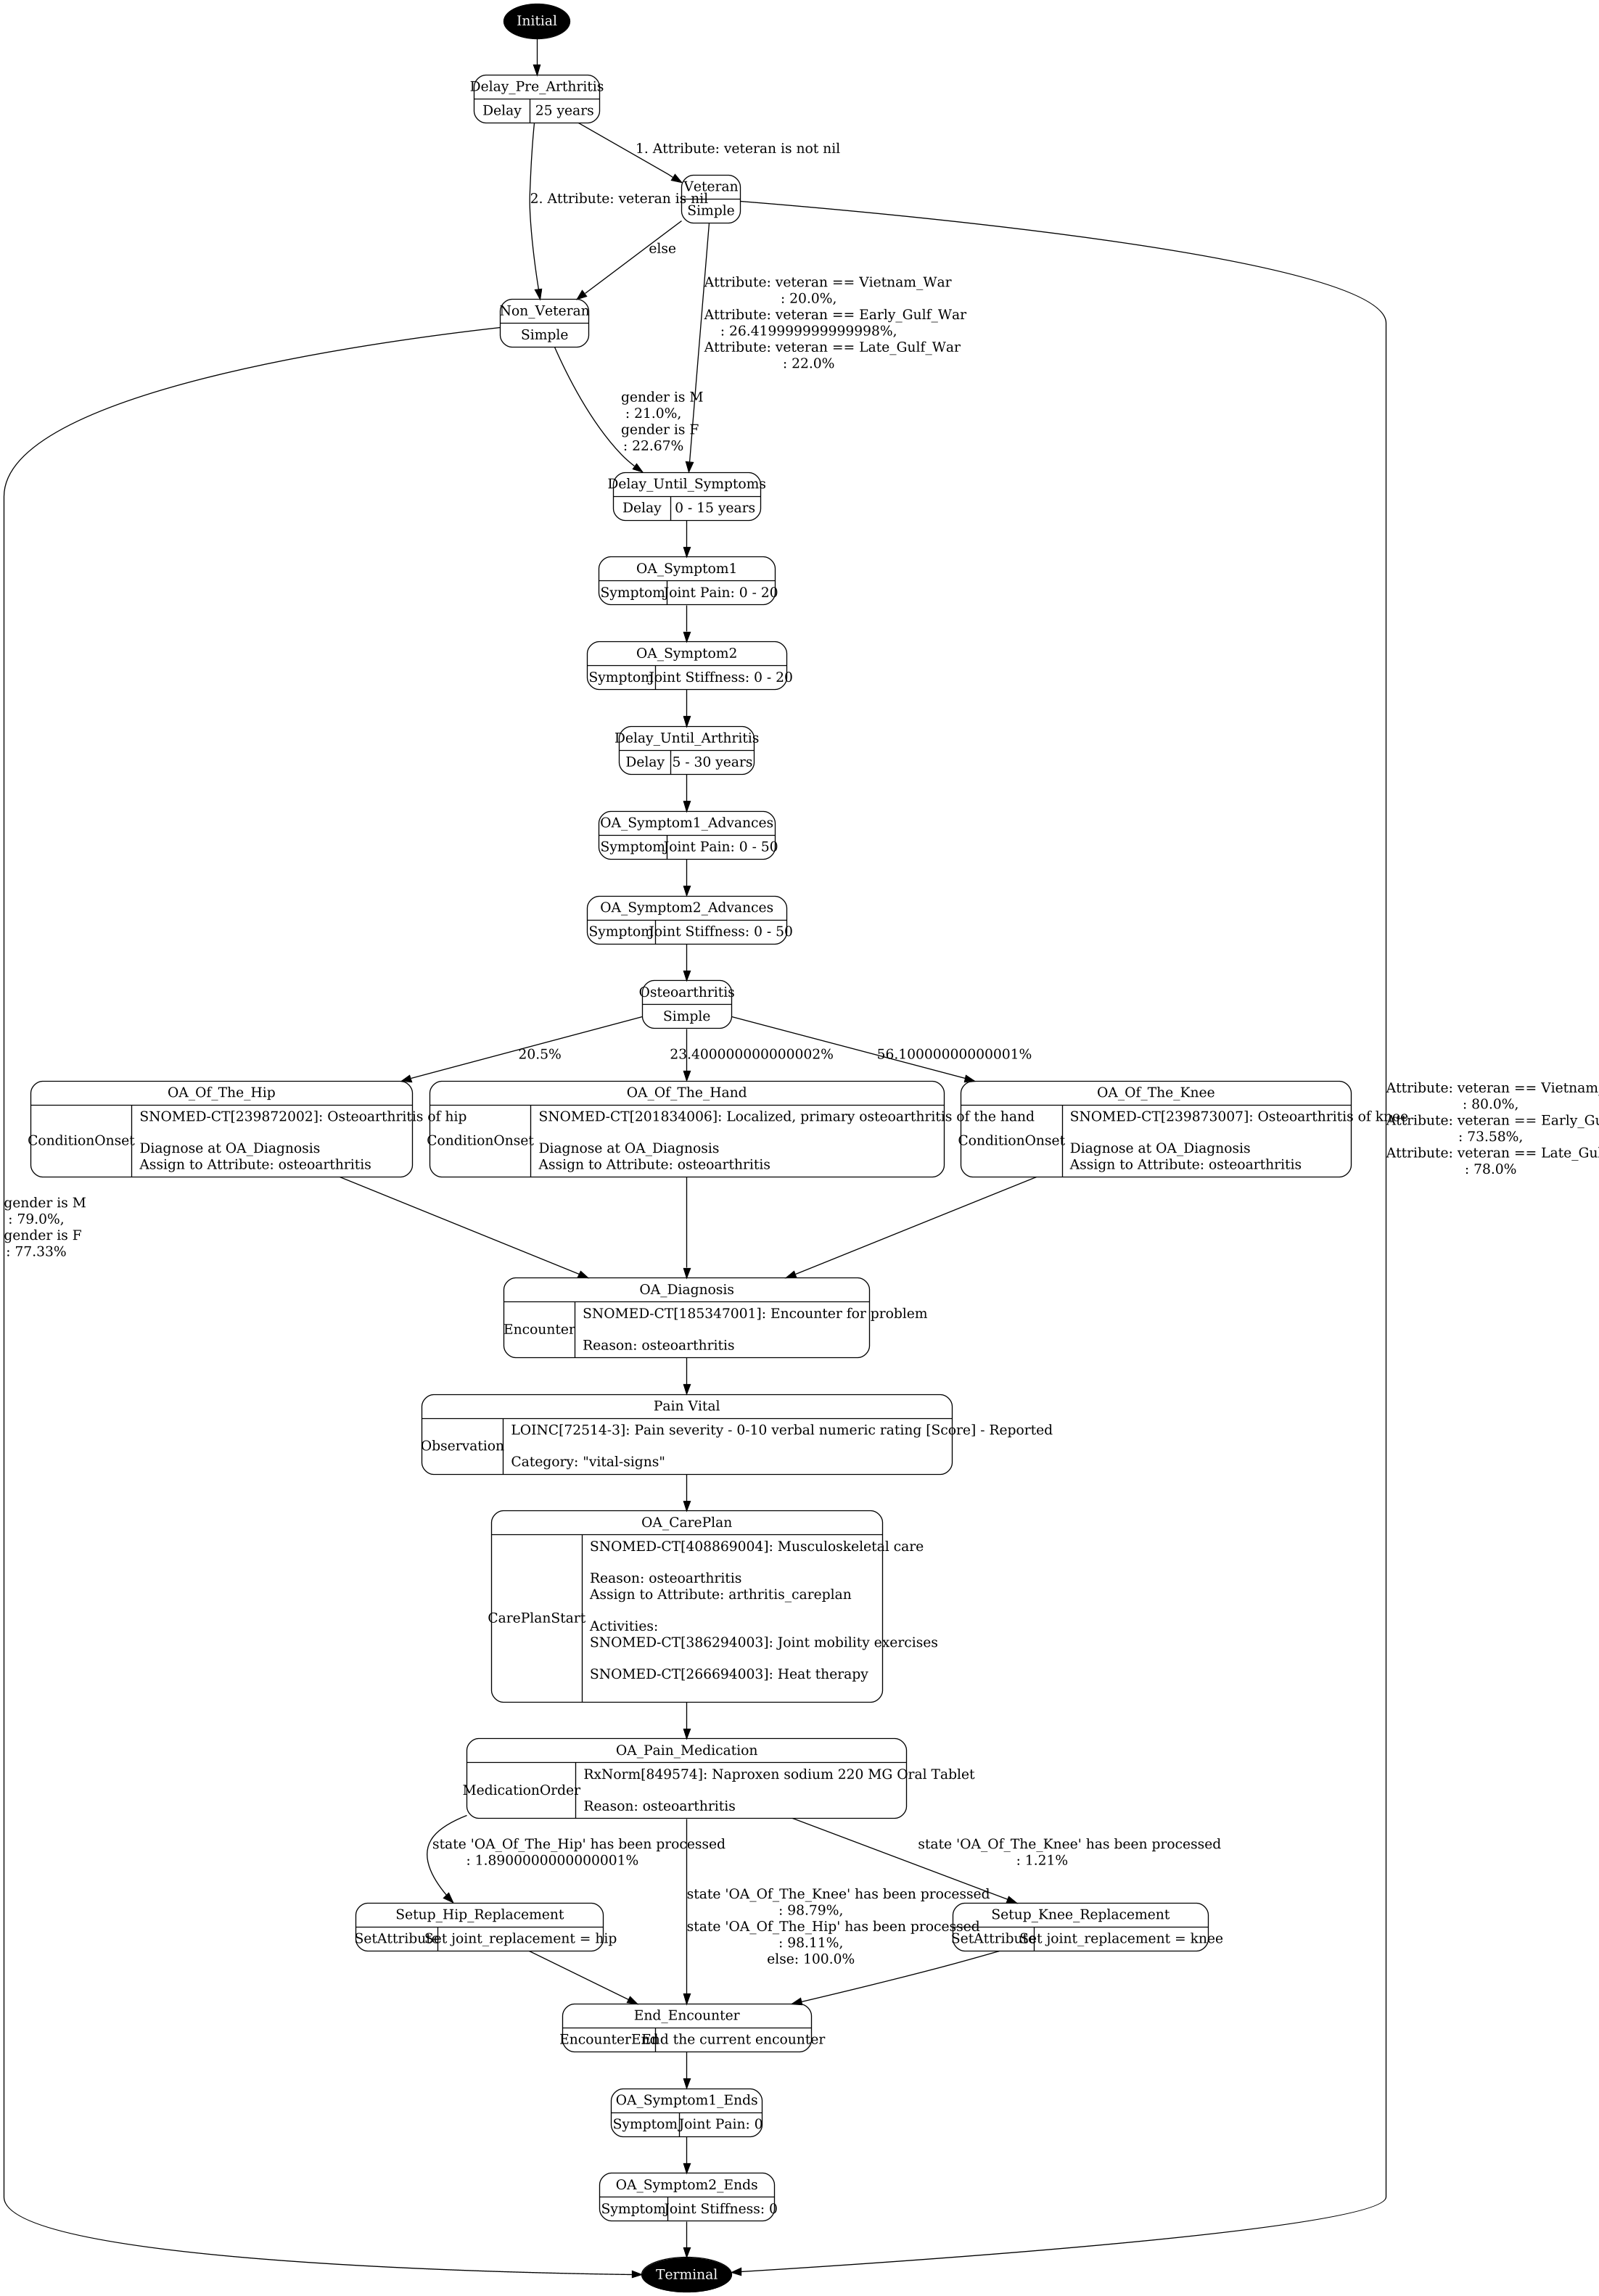 Initial
Delay_Pre_Arthritis
Delay 25 years
1. Attribute: veteran is not nil
Veteran
Simple
2. Attribute: veteran is nil
else
Attribute: veteran == Vietnam_War
: 20.0%,
Attribute: veteran == Early_Gulf_War
: 26.419999999999998%,
Attribute: veteran == Late_Gulf_War
: 22.0%
Non_Veteran
Simple
gender is M
: 21.0%,
gender is F
: 22.67%
Delay_Until_Symptoms
Delay 0 - 15 years
OA_Symptom1
Symptom Joint Pain: 0 - 20
OA_Symptom2
Symptom Joint Stiffness: 0 - 20
Delay_Until_Arthritis
Delay 5 - 30 years
OA_Symptom1_Advances
Symptom Joint Pain: 0 - 50
OA_Symptom2_Advances
Symptom Joint Stiffness: 0 - 50
Osteoarthritis
Simple
20.5%
23.400000000000002%
56.10000000000001%
OA_Of_The_Hip
ConditionOnset
SNOMED-CT[239872002]: Osteoarthritis of hip
Diagnose at OA_Diagnosis
Assign to Attribute: osteoarthritis
OA_Of_The_Hand
ConditionOnset
SNOMED-CT[201834006]: Localized, primary osteoarthritis of the hand
Diagnose at OA_Diagnosis
Assign to Attribute: osteoarthritis
OA_Of_The_Knee
ConditionOnset
SNOMED-CT[239873007]: Osteoarthritis of knee
Diagnose at OA_Diagnosis
Assign to Attribute: osteoarthritis
Attribute: veteran == Vietnam
: 80.0%,
Attribute: veteran == Early_Gu
: 73.58%,
Attribute: veteran == Late_Gul
: 78.0%
gender is M
: 79.0%,
gender is F
: 77.33%
OA_Diagnosis
Encounter
SNOMED-CT[185347001]: Encounter for problem
Reason: osteoarthritis
Pain Vital
Observation
LOINC[72514-3]: Pain severity - 0-10 verbal numeric rating [Score] - Reported
Category: "vital-signs"
OA_CarePlan
CarePlanStart
SNOMED-CT[408869004]: Musculoskeletal care
Reason: osteoarthritis
Assign to Attribute: arthritis_careplan
Activities:
SNOMED-CT[386294003]: Joint mobility exercises
SNOMED-CT[266694003]: Heat therapy
OA_Pain_Medication
MedicationOrder
RxNorm[849574]: Naproxen sodium 220 MG Oral Tablet
Reason: osteoarthritis
state 'OA_Of_The_Hip' has been processed
: 1.8900000000000001%
state 'OA_Of_The_Knee' has been processed
: 1.21%
state 'OA_Of_The_Knee' has been processed
: 98.79%,
state 'OA_Of_The_Hip' has been processed
: 98.11%,
else: 100.0%
Setup_Hip_Replacement
SetAttribute Set joint_replacement = hip
Setup_Knee_Replacement
SetAttribute Set joint_replacement = knee
End_Encounter
EncounterEnd End the current encounter
OA_Symptom1_Ends
Symptom Joint Pain: 0
OA_Symptom2_Ends
Symptom Joint Stiffness: 0
Terminal